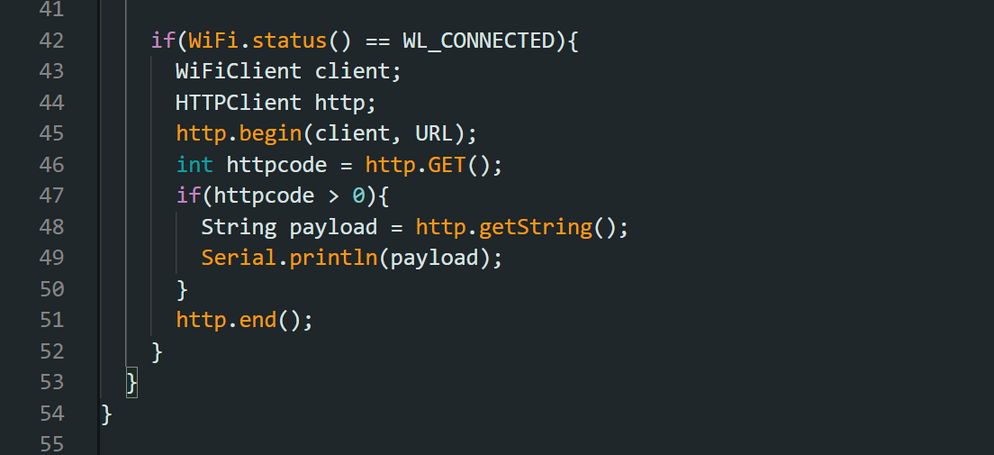 41
42 if(WiFi.status() == WL_CONNECTED){
43 WiFiClient client;
44 HTTPClient http;
45 http.begin(client, URL);
46 int httpcode = http.GET();
47 if(httpcode > 0){
48 String payload = http.getString();
49 Serial.println(payload);
50 }
51 http.end();
52 }
53 }
54 }
55